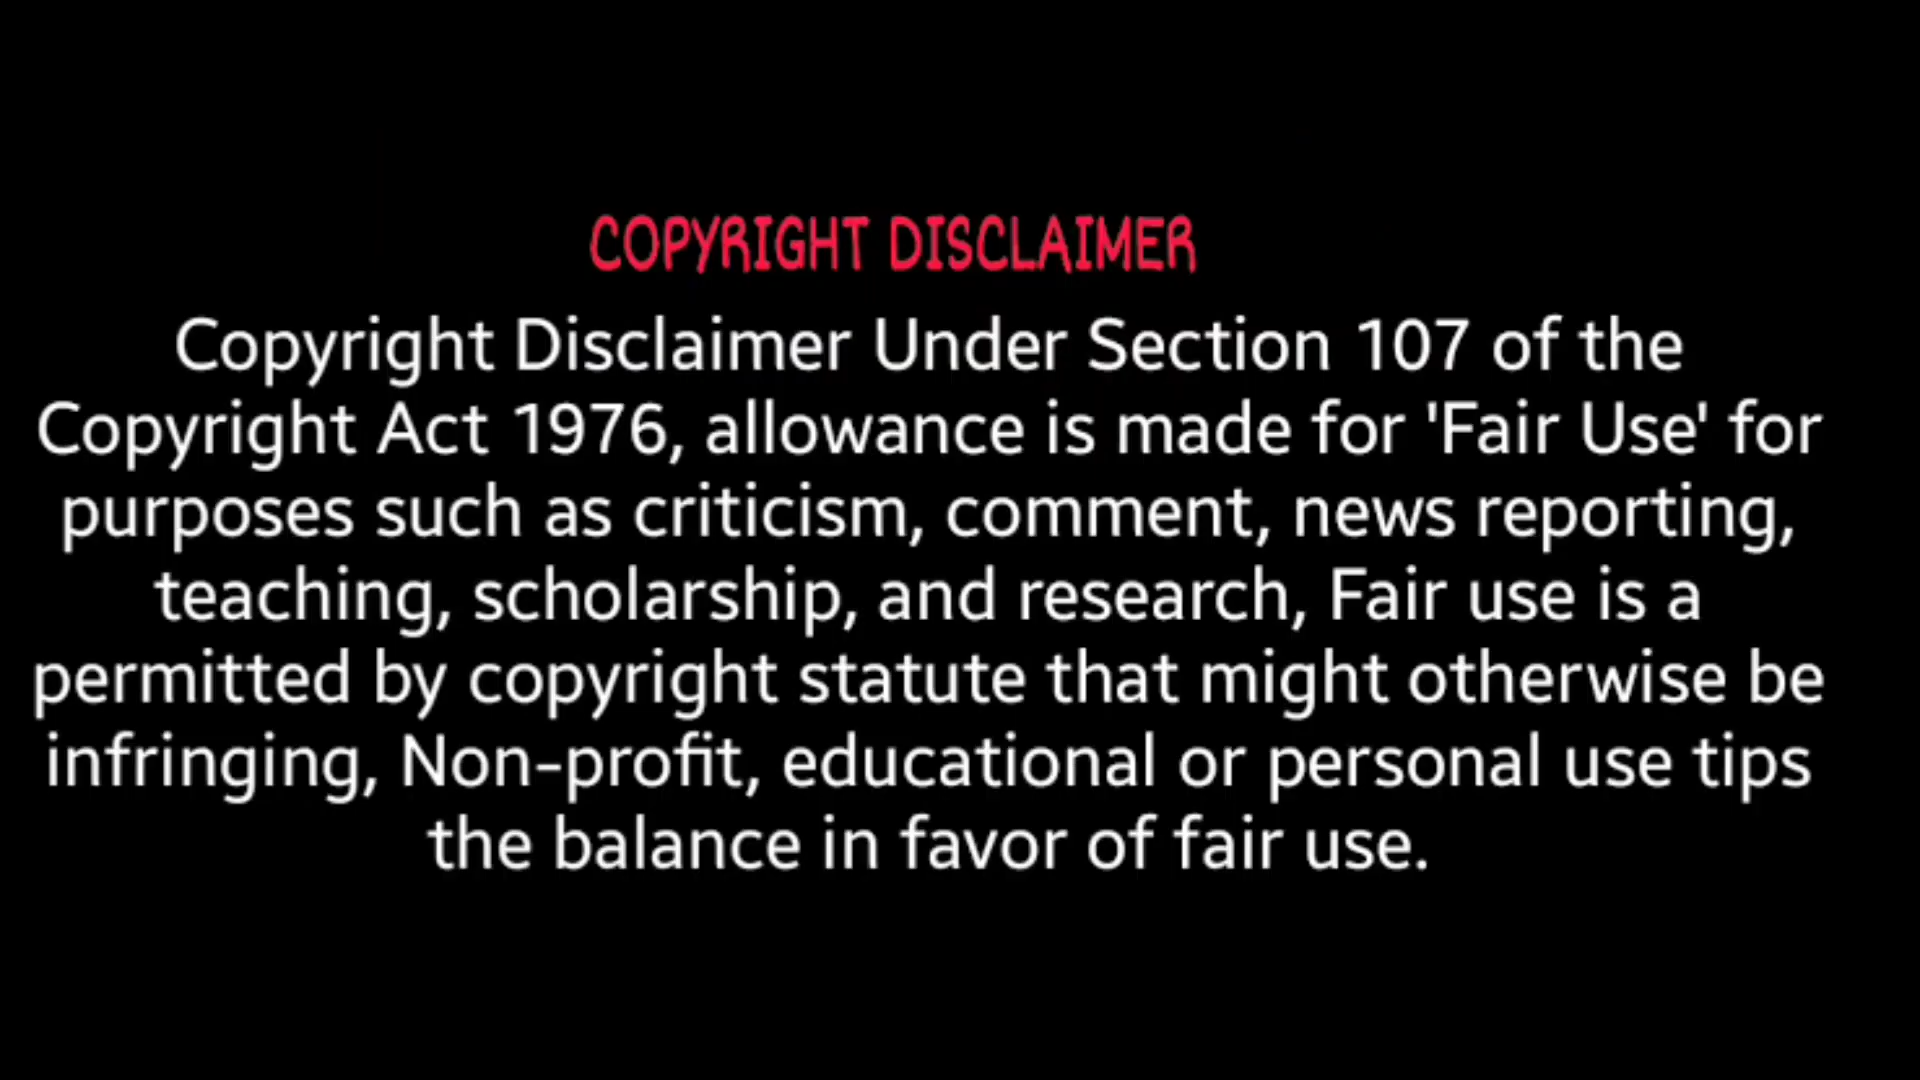 COPYRIGHT DISCLAIMER
Copyright Disclaimer Under Section 107 of the
Copyright Act 1976, allowance is made for 'Fair Use' for
purposes such as criticism, comment, news reporting,
teaching, scholarship, and research, Fair use is a
permitted by copyright statute that might otherwise be
infringing, Non-profit, educational or personal use tips
the balance in favor of fair use.